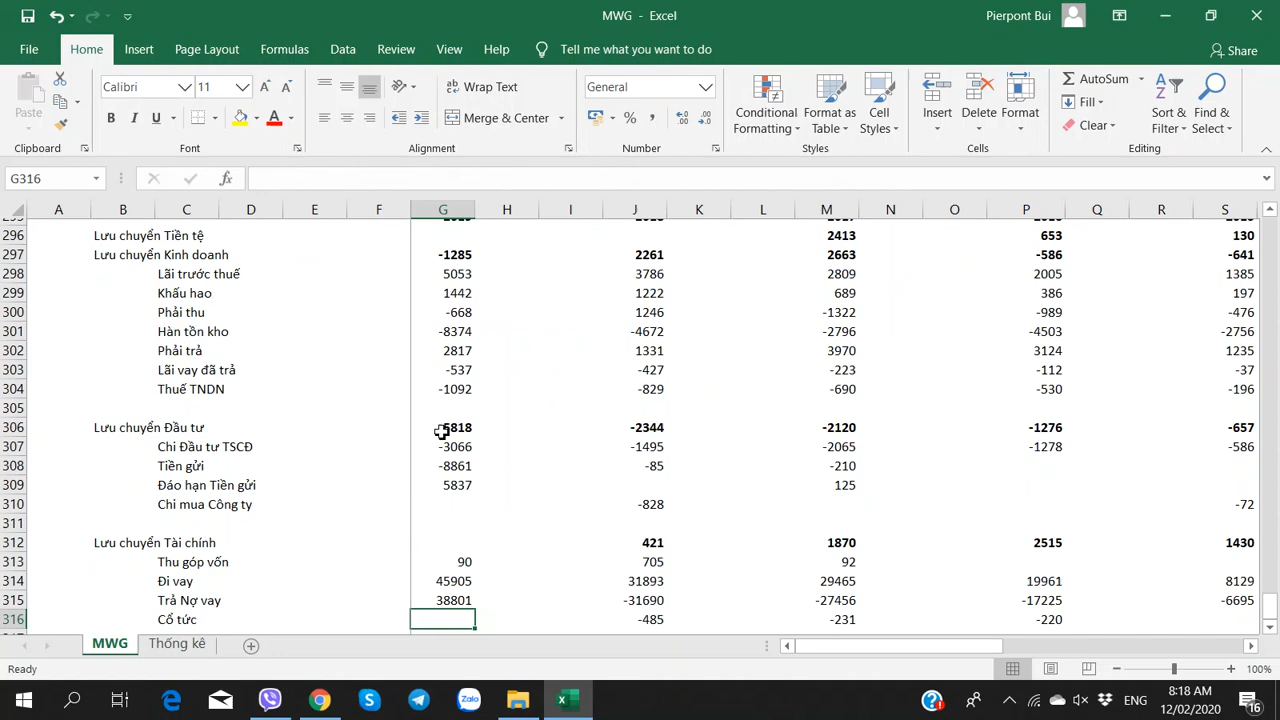 MWG - Excel
Pierpont Bui
File Home Insert Page Layout Formulas Data Review View Help Tell me what you want to do Share
Paste
Clipboard
Calibri 11
B I U A
Font
Wrap Text
Merge & Center
Alignment
General
Number
Conditional Formatting
Format as Table
Cell Styles
Styles
Insert Delete Format
Cells
AutoSum
Fill
Clear
Sort & Filter
Find & Select
Editing
G316 fx
A B C D E F G H I J K L M N O P Q R S
296 Lưu chuyển Tiền tệ 2413 653 130
297 Lưu chuyển Kinh doanh -1285 2261 2663 -586 -641
298 Lãi trước thuế 5053 3786 2809 2005 1385
299 Khấu hao 1442 1222 689 386 197
300 Phải thu -668 1246 -1322 -989 -476
301 Hàn tồn kho -8374 -4672 -2796 -4503 -2756
302 Phải trả 2817 1331 3970 3124 1235
303 Lãi vay đã trả -537 -427 -223 -112 -37
304 Thuế TNDN -1092 -829 -690 -530 -196
305
306 Lưu chuyển Đầu tư -2344 -2120 -1276 -657
307 Chi Đầu tư TSCĐ -3066 -1495 -2065 -1278 -586
308 Tiền gửi -8861 -85 -210
309 Đáo hạn Tiền gửi 5837 125
310 Chi mua Công ty -828 -72
311
312 Lưu chuyển Tài chính 421 1870 2515 1430
313 Thu góp vốn 90 705 92
314 Đi vay 45905 31893 29465 19961 8129
315 Trả Nợ vay 38801 -31690 -27456 -17225 -6695
316 Cổ tức -485 -231 -220
MWG Thống kê
Ready 100%
Zalo ENG 8:18 AM
12/02/2020 16